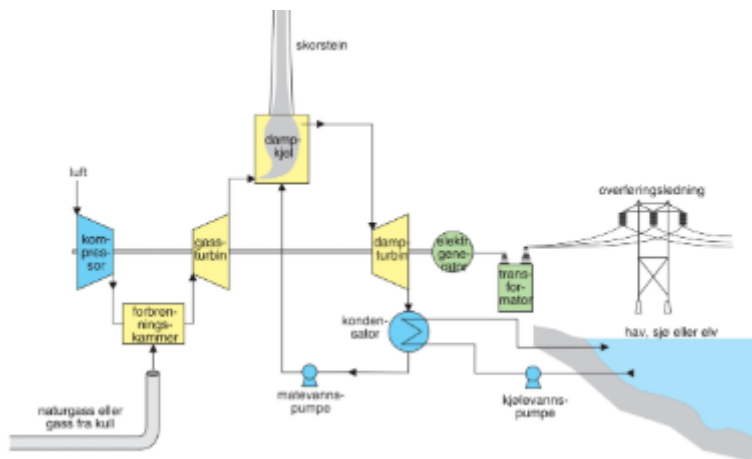 skorstein
damp-
kjel
luft
kom-
pres-
sor
gass-
turbin
damp-
turbin
elektr.
gene-
rator
trans-
for-
mator
overføringsledning
forbren-
nings-
kammer
konden-
sator
hav, sjø eller elv
matevanns-
pumpe
kjølevanns-
pumpe
naturgass eller
gass fra kull